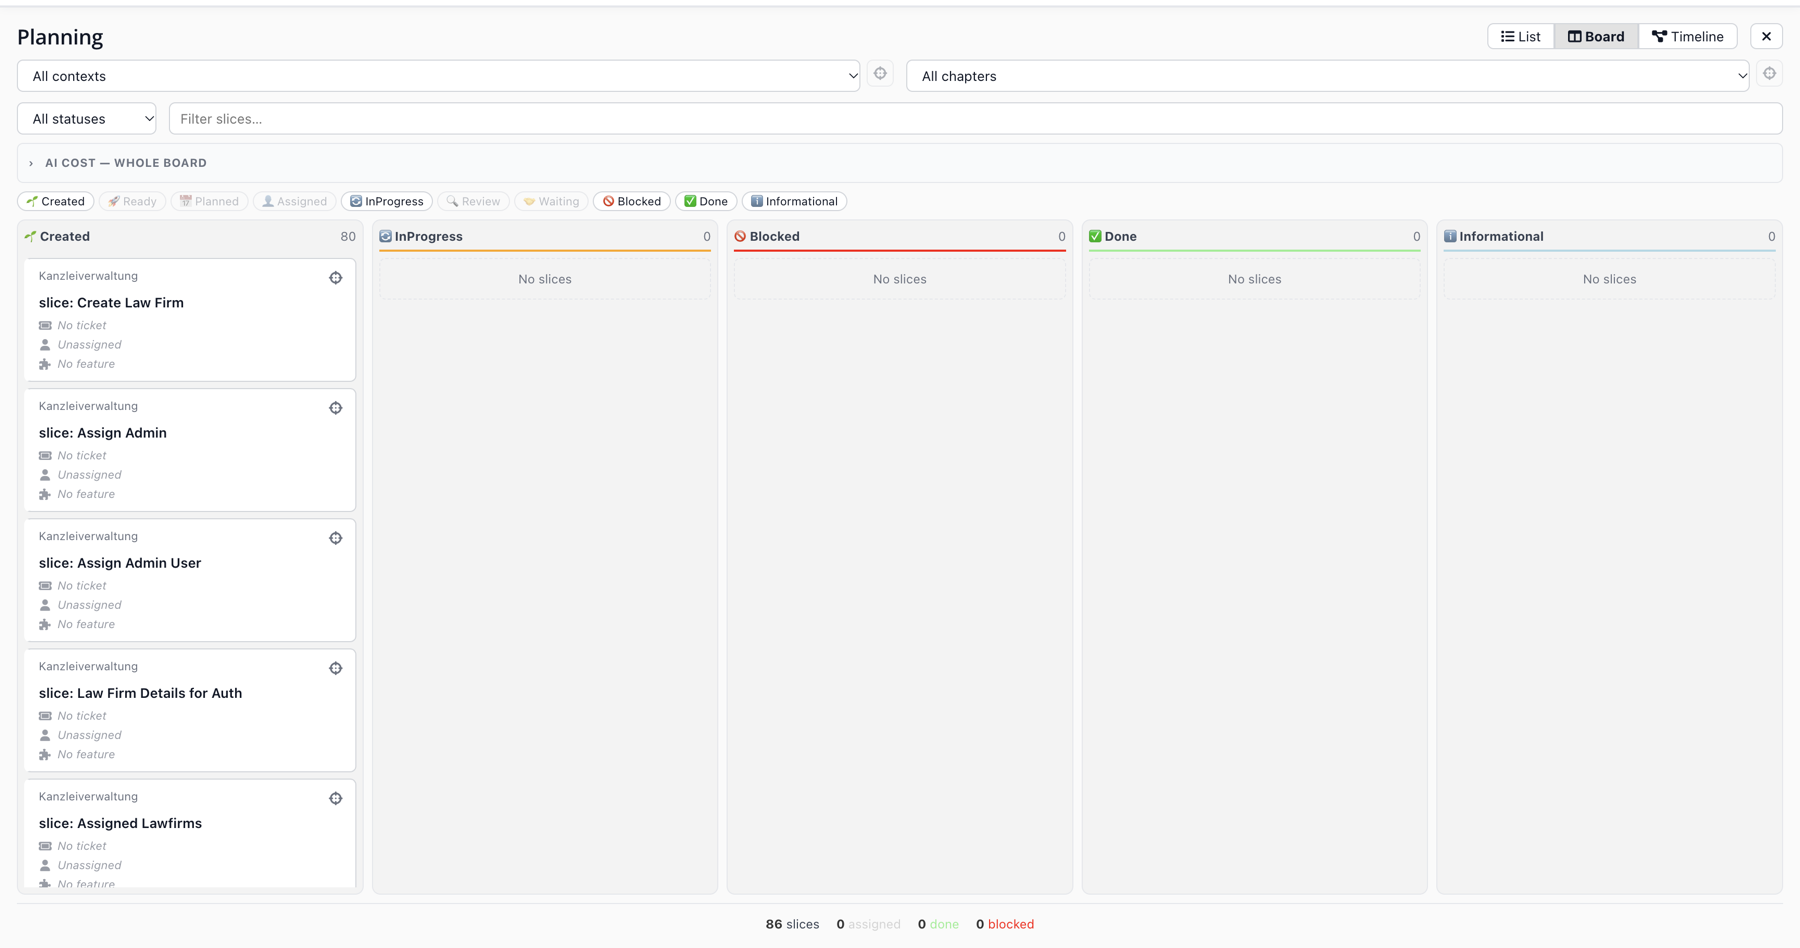 Planning
List
Board
Timeline
All contexts
All chapters
All statuses
Filter slices...
AI COST — WHOLE BOARD
Created
Ready
Planned
Assigned
InProgress
Review
Waiting
Blocked
Done
Informational
Created 80
Kanzleiverwaltung
slice: Create Law Firm
No ticket
Unassigned
No feature
Kanzleiverwaltung
slice: Assign Admin
No ticket
Unassigned
No feature
Kanzleiverwaltung
slice: Assign Admin User
No ticket
Unassigned
No feature
Kanzleiverwaltung
slice: Law Firm Details for Auth
No ticket
Unassigned
No feature
Kanzleiverwaltung
slice: Assigned Lawfirms
No ticket
Unassigned
No feature
InProgress 0
No slices
Blocked 0
No slices
Done 0
No slices
Informational 0
No slices
86 slices 0 assigned 0 done 0 blocked